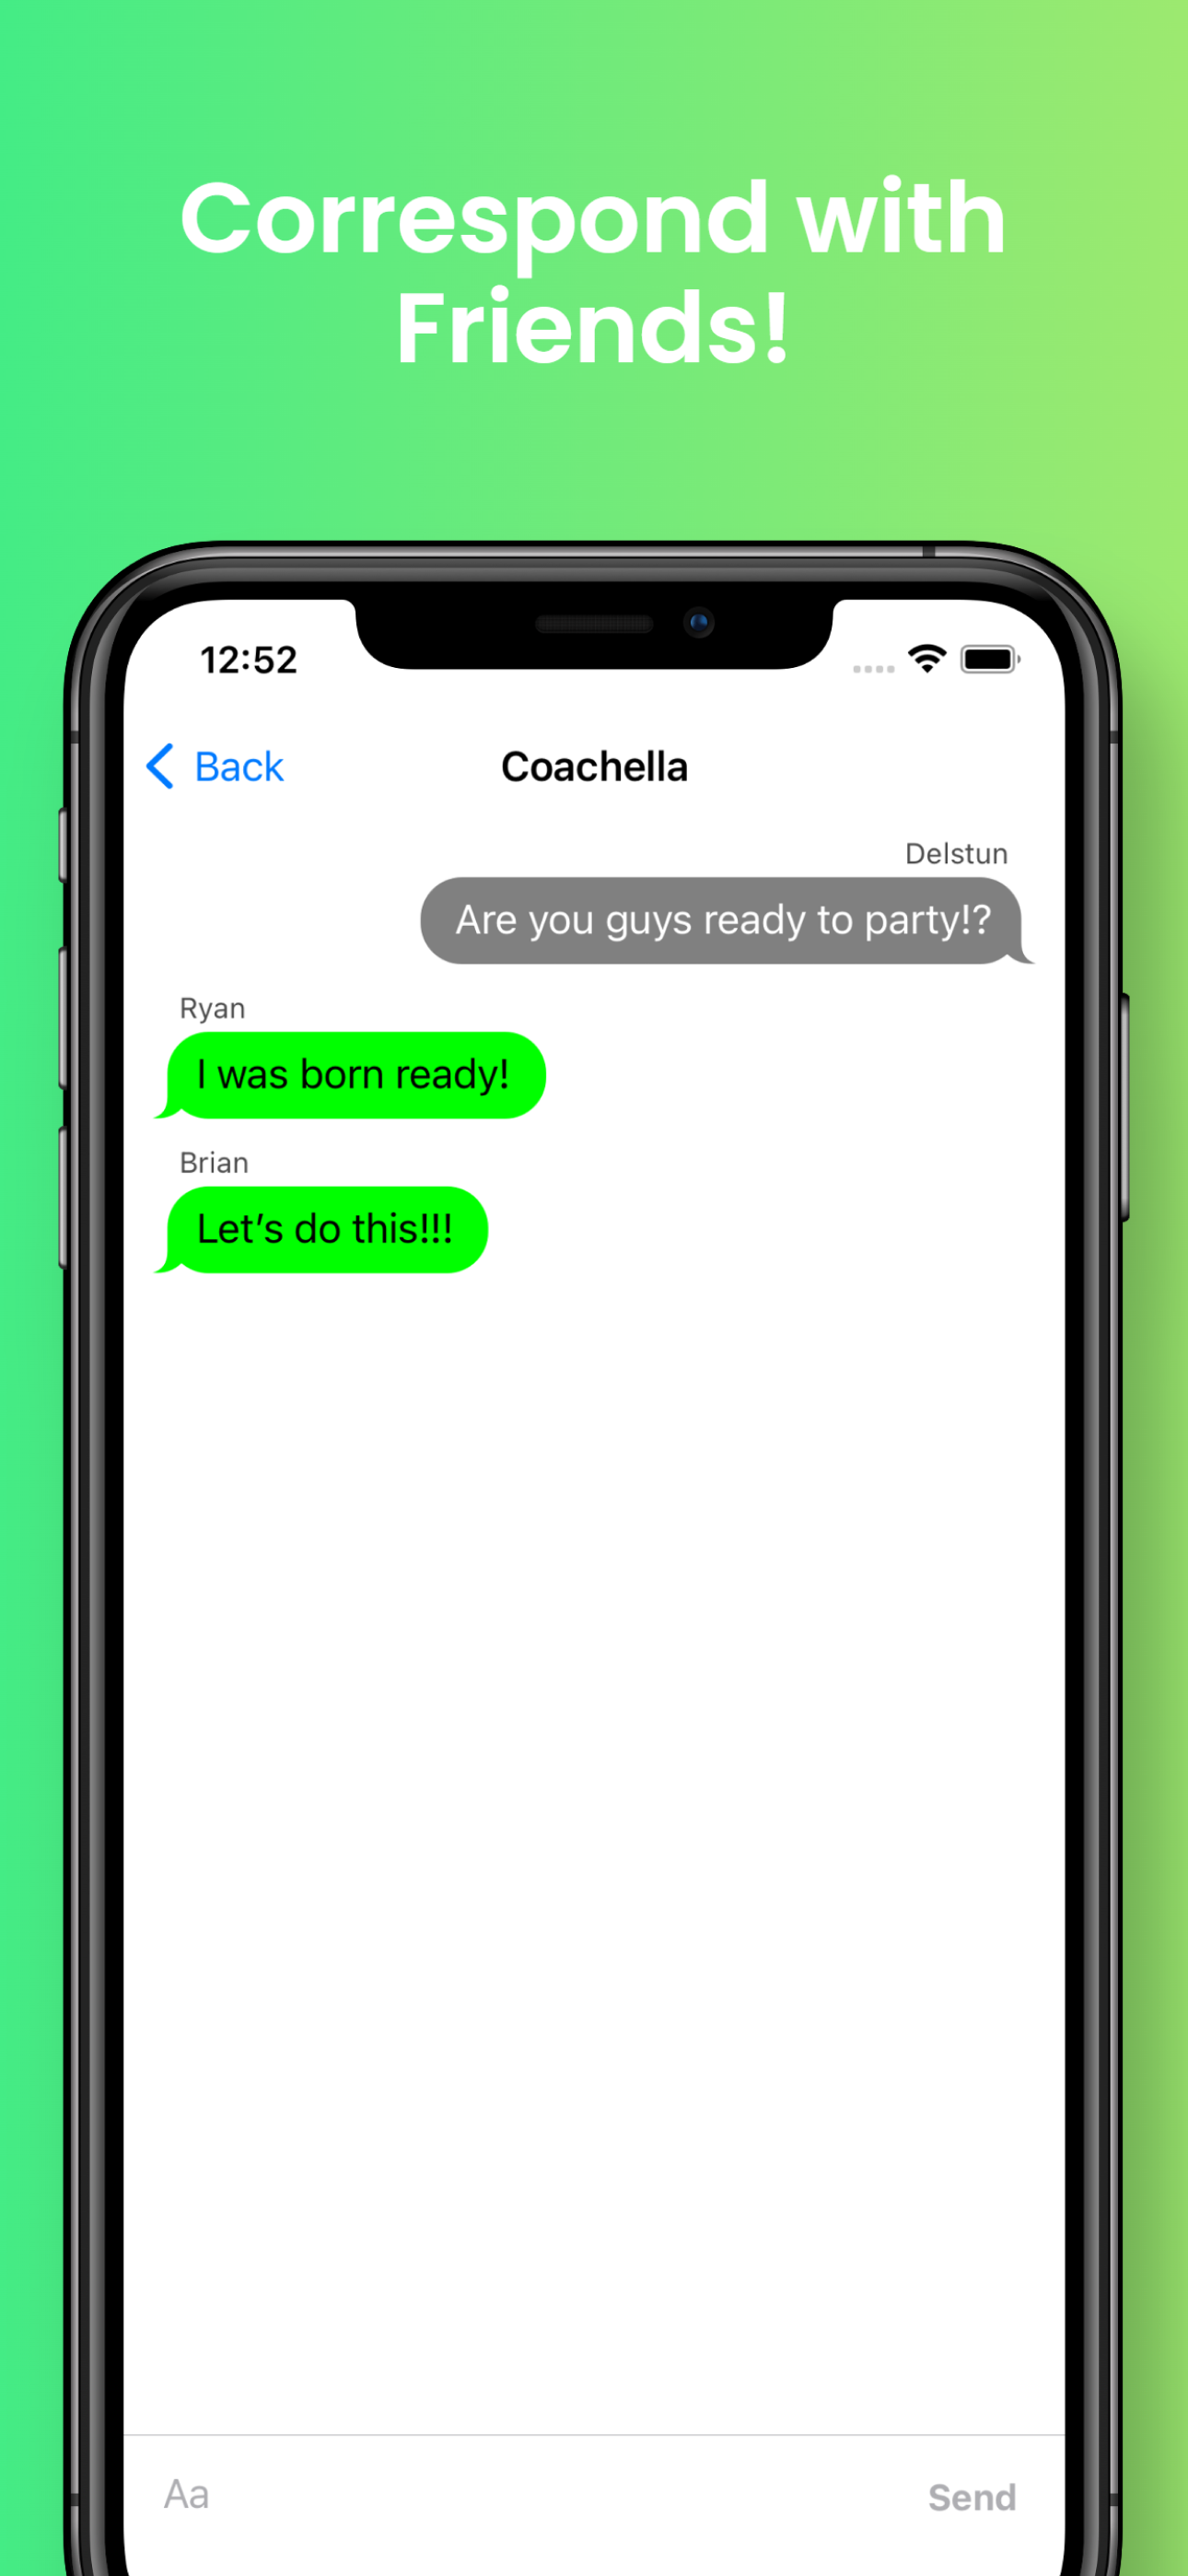 Correspond with
Friends!
12:52
Back
Coachella
Delstun
Are you guys ready to party!?
Ryan
I was born ready!
Brian
Let’s do this!!!
Aa
Send